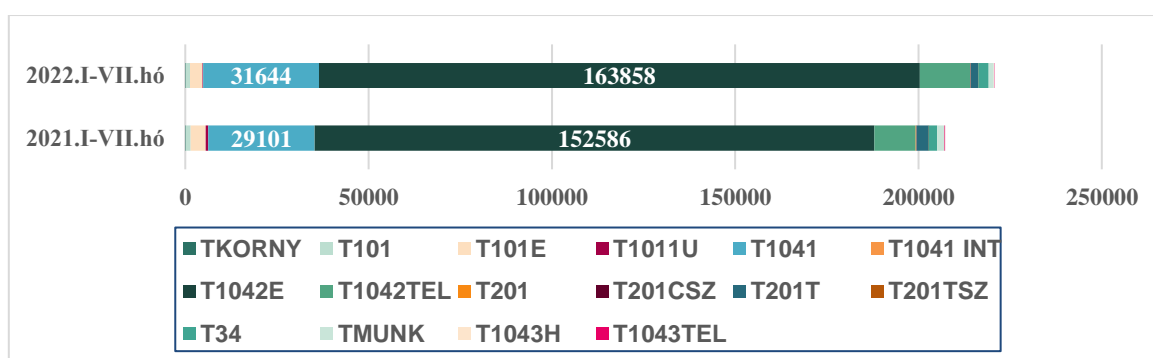 2022.I-VII.hó 31644 163858
2021.I-VII.hó 29101 152586
0 50000 100000 150000 200000 250000
TKORNY T101 T101E T1011U T1041 T1041 INT
T1042E T1042TEL T201 T201CSZ T201T T201TSZ
T34 TMUNK T1043H T1043TEL